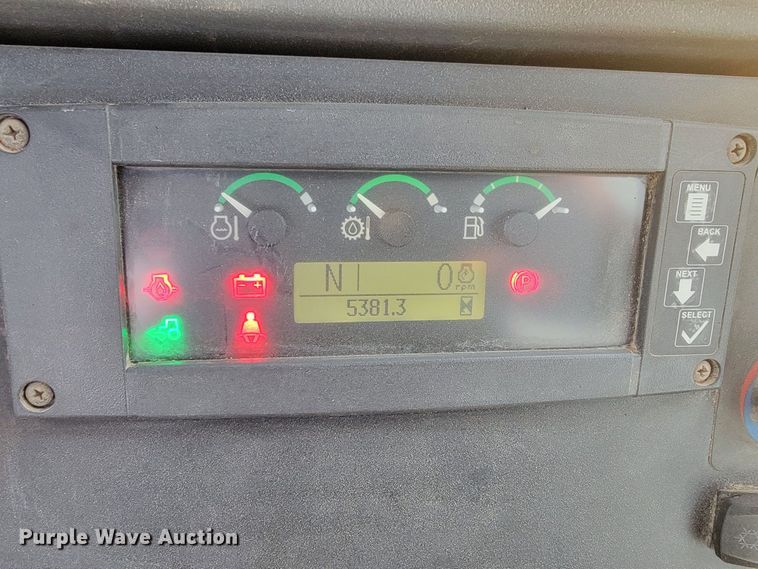 MENU
BACK
N 0 rpm
- +
P
NEXT
5381.3
SELECT
Purple Wave Auction